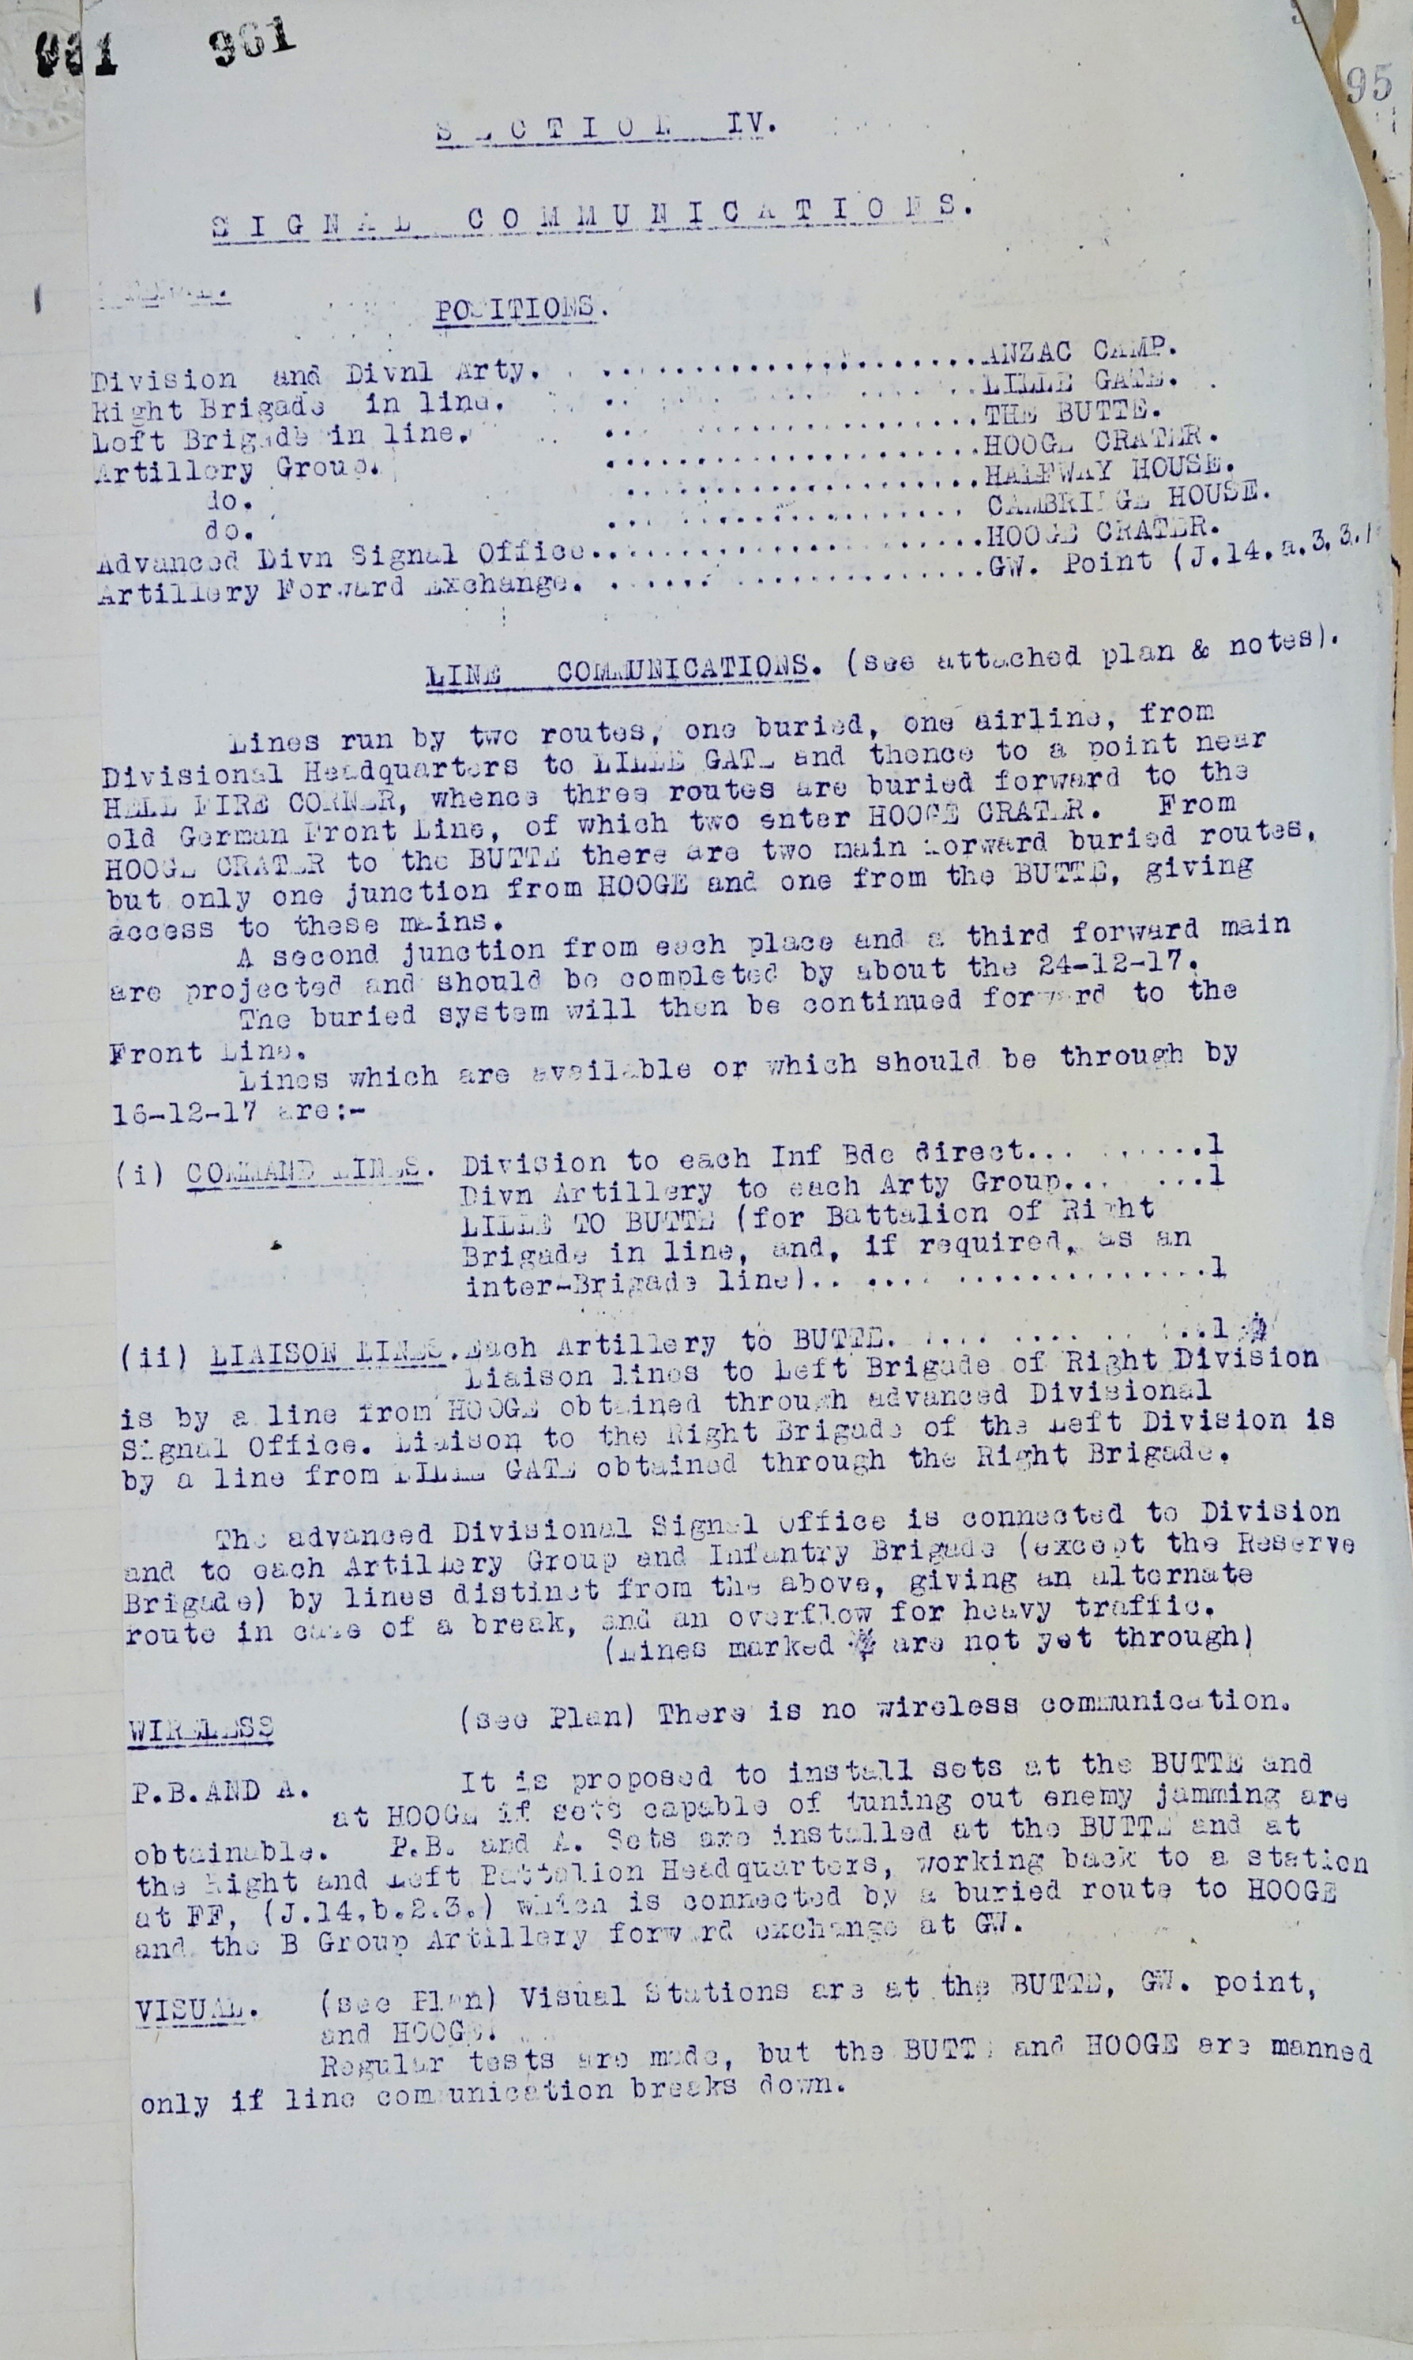 961 961
95
SECTION IV.
SIGNAL COMMUNICATIONS.
POSITIONS.
Division and Divnl Arty. ......................ANZAC CAMP.
Right Brigade in line. .. . ... ... ..LILLE GATE.
Left Brigade in line. .. ...................THE BUTTE.
Artillery Group. ......................HOOGE CRATER.
do. .....................HALFWAY HOUSE.
do. ... .................. CAMBRIDGE HOUSE.
Advanced Divn Signal Office.......................HOOGE CRATER.
Artillery Forward Exchange. ...... ...............GW. Point (J.14.a.3.3.)
LINE COMMUNICATIONS. (see attached plan & notes).
Lines run by two routes, one buried, one airline, from
Divisional Headquarters to LILLE GATE and thence to a point near
HELL FIRE CORNER, whence three routes are buried forward to the
old German Front Line, of which two enter HOOGE CRATER. From
HOOGE CRATER to the BUTTE there are two main forward buried routes,
but only one junction from HOOGE and one from the BUTTE, giving
access to these mains.
A second junction from each place and a third forward main
are projected and should be completed by about the 24-12-17.
The buried system will then be continued forward to the
Front Line.
Lines which are available or which should be through by
16-12-17 are:-
(i) COMMAND LINES. Division to each Inf Bde direct... ......1
Divn Artillery to each Arty Group... ...1
LILLE TO BUTTE (for Battalion of Right
Brigade in line, and, if required, as an
inter-Brigade line).. .... ................1
(ii) LIAISON LINES.Each Artillery to BUTTE. .... .... .. ...1
Liaison lines to Left Brigade of Right Division
is by a line from HOOGE obtained through advanced Divisional
Signal Office. Liaison to the Right Brigade of the Left Division is
by a line from LILLE GATE obtained through the Right Brigade.
The advanced Divisional Signal Office is connected to Division
and to each Artillery Group and Infantry Brigade (except the Reserve
Brigade) by lines distinct from the above, giving an alternate
route in case of a break, and an overflow for heavy traffic.
(Lines marked are not yet through)
WIRELESS (see Plan) There is no wireless communication.
P.B.AND A. It is proposed to install sets at the BUTTE and
at HOOGE if sets capable of tuning out enemy jamming are
obtainable. P.B. and A. Sets are installed at the BUTTE and at
the Right and Left Battalion Headquarters, working back to a station
at FF, (J.14.b.2.3.) which is connected by a buried route to HOOGE
and the B Group Artillery forward exchange at GW.
VISUAL. (see Plan) Visual Stations are at the BUTTE, GW. point,
and HOOGE.
Regular tests are made, but the BUTTE and HOOGE are manned
only if line communication breaks down.